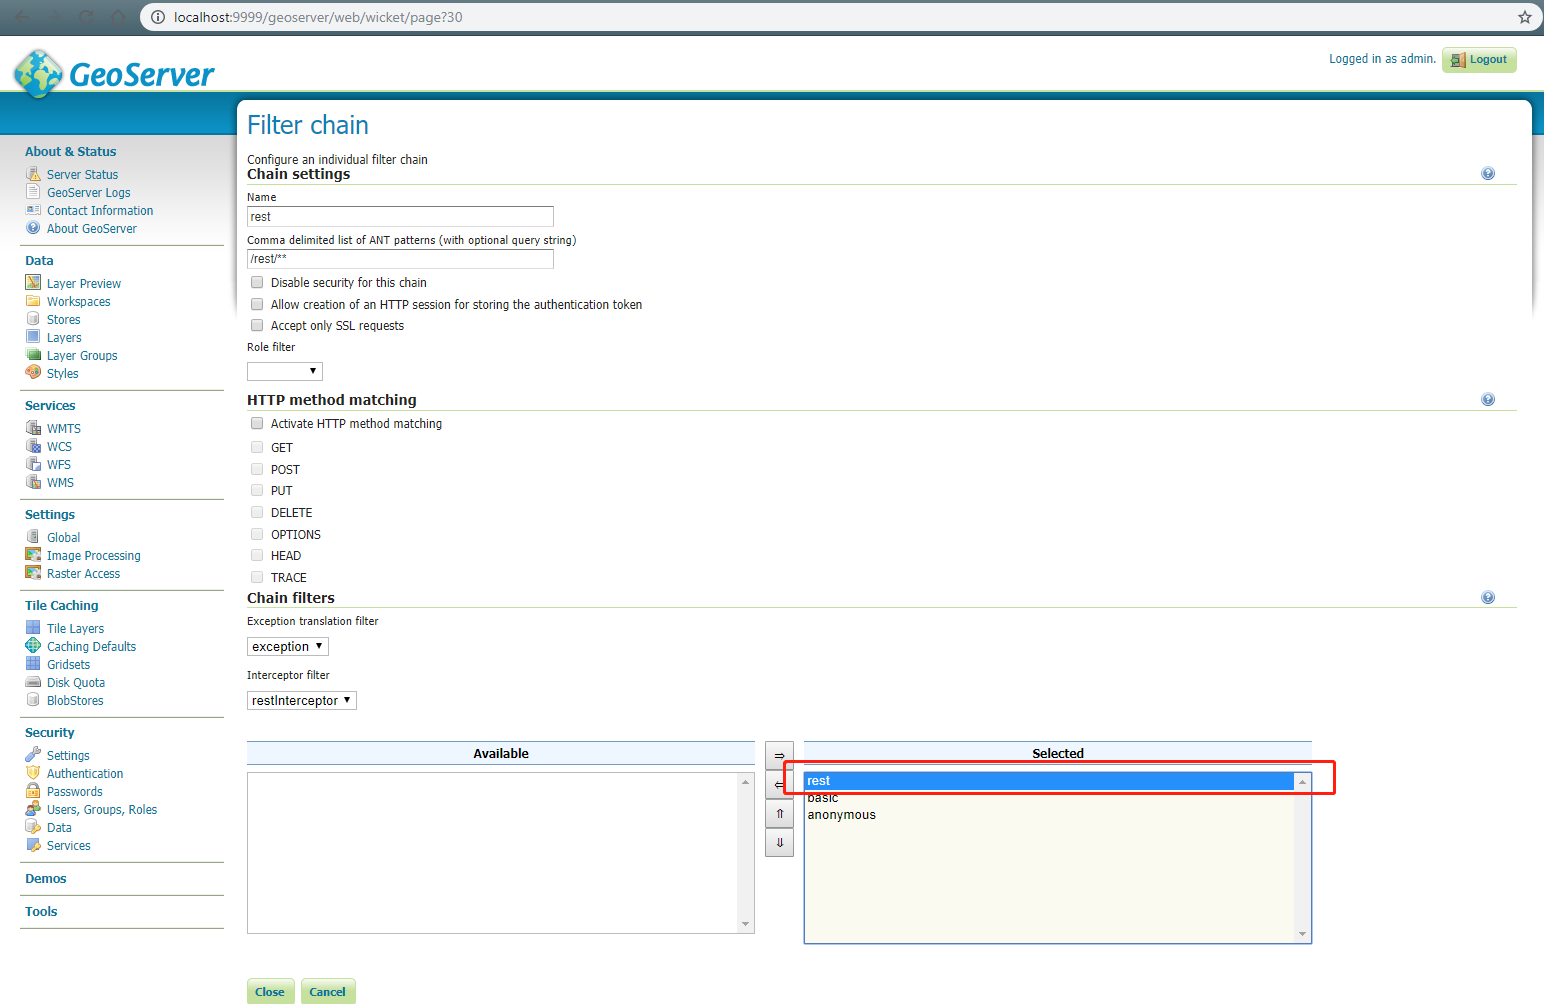 localhost:9999/geoserver/web/wicket/page?30
GeoServer
Logged in as admin.
Logout
About & Status
Server Status
GeoServer Logs
Contact Information
About GeoServer
Data
Layer Preview
Workspaces
Stores
Layers
Layer Groups
Styles
Services
WMTS
WCS
WFS
WMS
Settings
Global
Image Processing
Raster Access
Tile Caching
Tile Layers
Caching Defaults
Gridsets
Disk Quota
BlobStores
Security
Settings
Authentication
Passwords
Users, Groups, Roles
Data
Services
Demos
Tools
Filter chain
Configure an individual filter chain
Chain settings
Name
rest
Comma delimited list of ANT patterns (with optional query string)
/rest/**
Disable security for this chain
Allow creation of an HTTP session for storing the authentication token
Accept only SSL requests
Role filter
HTTP method matching
Activate HTTP method matching
GET
POST
PUT
DELETE
OPTIONS
HEAD
TRACE
Chain filters
Exception translation filter
exception
Interceptor filter
restInterceptor
Available
Selected
rest
basic
anonymous
Close
Cancel